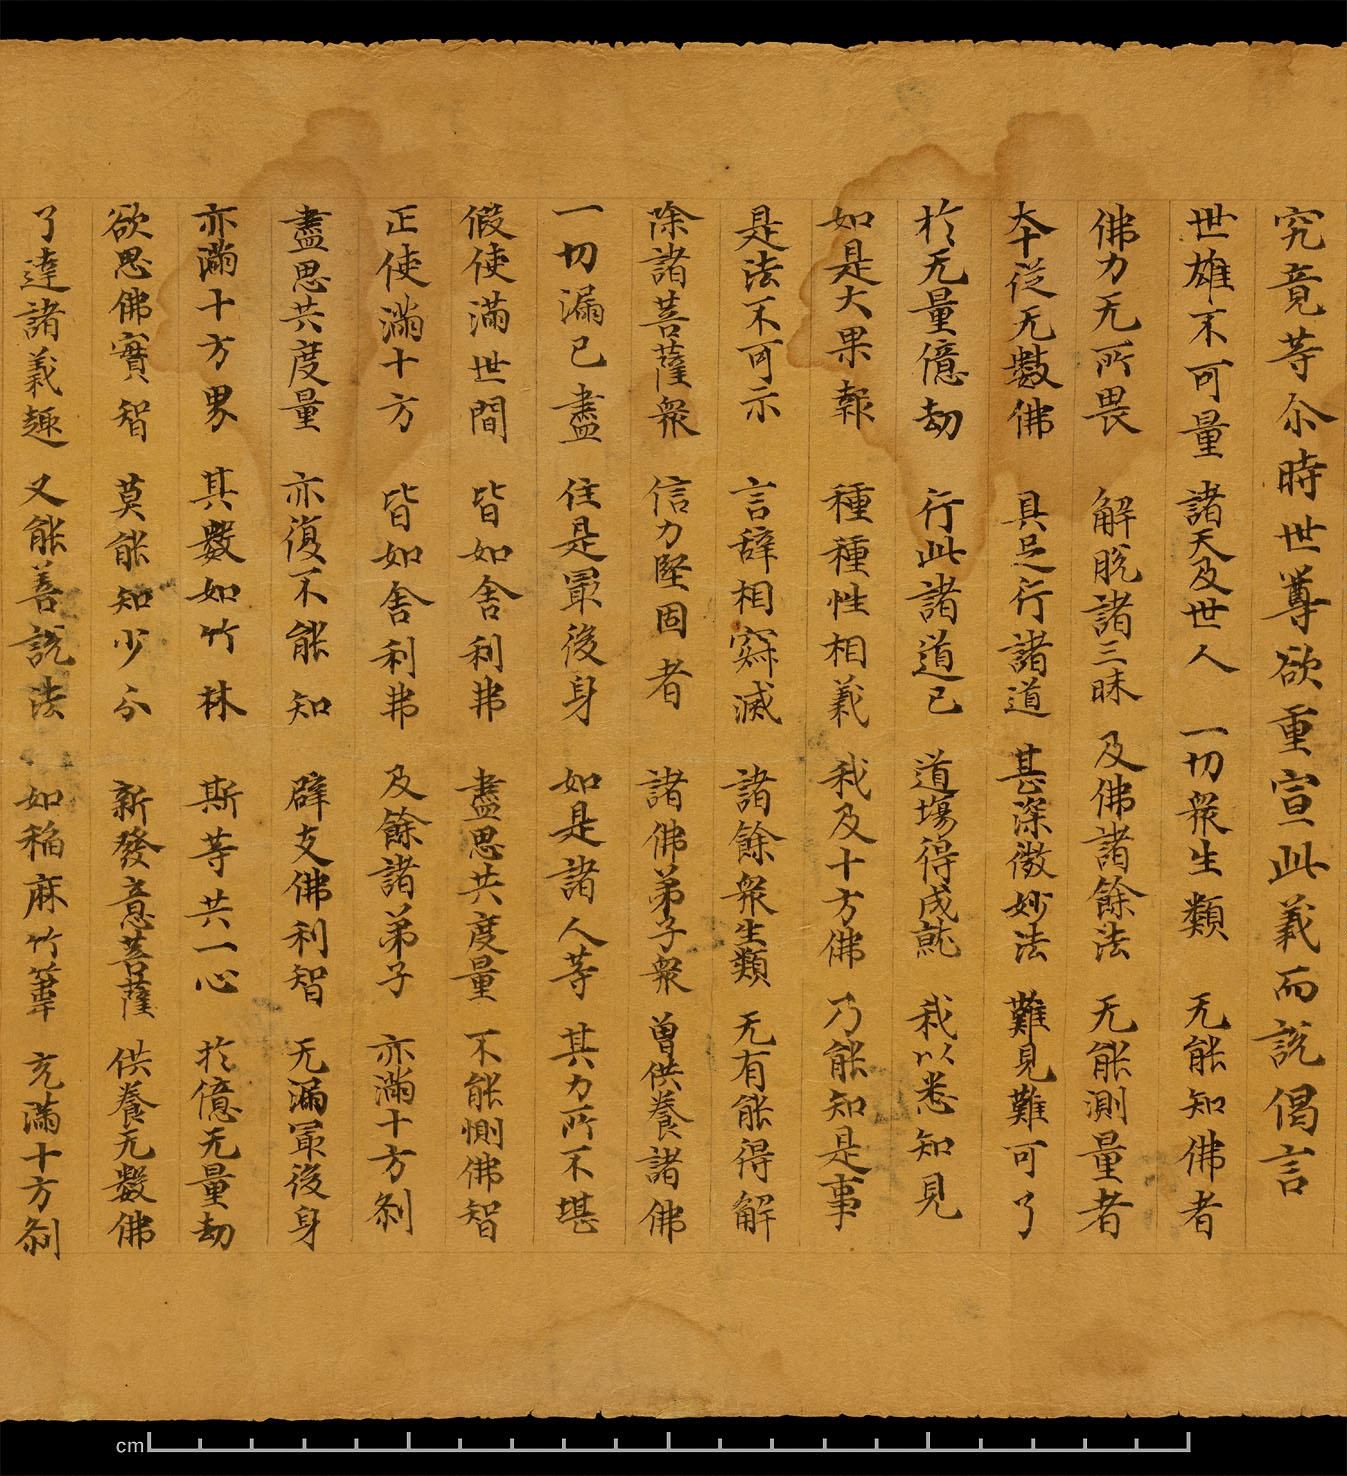 究竟等尒時世尊欲重宣此義而說偈言
世雄不可量 諸天及世人 一切衆生類 无能知佛者
佛力无所畏 解脫諸三昧 及佛諸餘法 无能測量者
本從无數佛 具足行諸道 甚深微妙法 難見難可了
於无量億劫 行此諸道已 道場得成就 我以悉知見
如是大果報 種種性相義 我及十方佛 乃能知是事
是法不可示 言辞相寂滅 諸餘衆生類 无有能得解
除諸菩薩衆 信力堅固者 諸佛弟子衆 曽供養諸佛
一切漏已盡 住是冣後身 如是諸人等 其力所不堪
假使滿世間 皆如舎利弗 盡思共度量 不能惻佛智
正使滿十方 皆如舎利弗 及餘諸弟子 亦滿十方刹
盡思共度量 亦復不能知 辟支佛利智 无漏冣後身
亦滿十方界 其數如竹林 斯等共一心 於億无量劫
欲思佛實智 莫能知少分 新發意菩薩 供養无數佛
了達諸義趣 又能善說法 如稲麻竹葦 充滿十方刹
cm